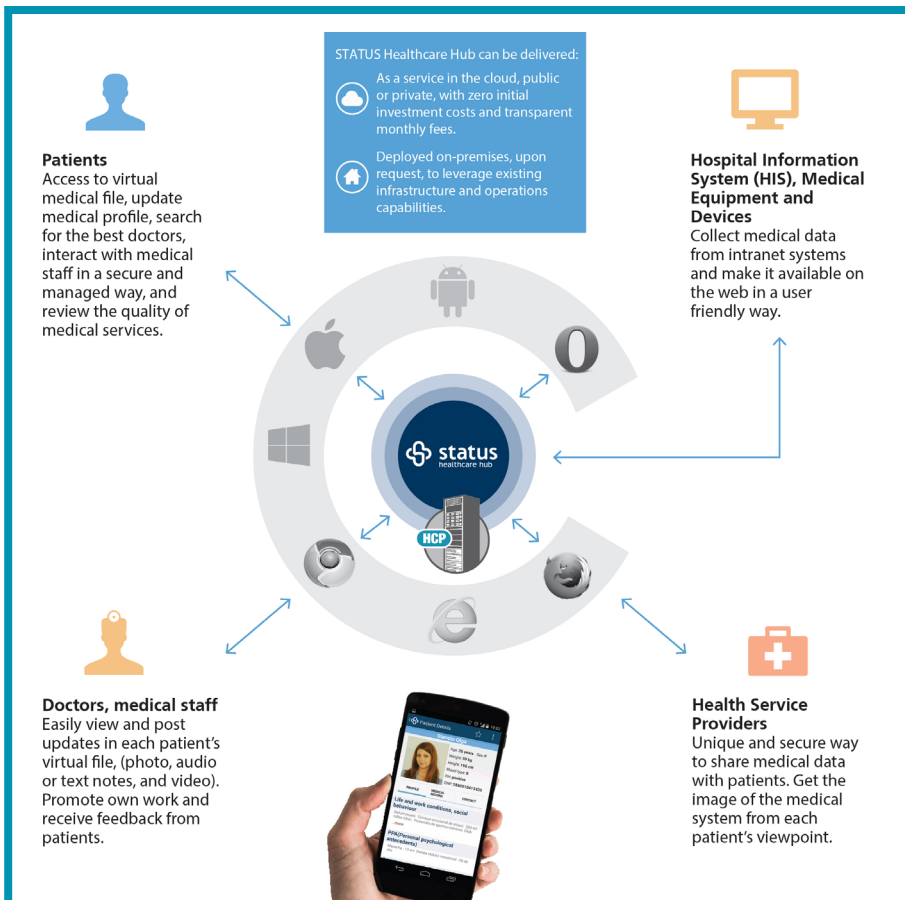 STATUS Healthcare Hub can be delivered:
As a service in the cloud, public
or private, with zero initial
investment costs and transparent
monthly fees.
Deployed on-premises, upon
request, to leverage existing
infrastructure and operations
capabilities.
Patients
Access to virtual
medical file, update
medical profile, search
for the best doctors,
interact with medical
staff in a secure and
managed way, and
review the quality of
medical services.
Hospital Information
System (HIS), Medical
Equipment and
Devices
Collect medical data
from intranet systems
and make it available on
the web in a user
friendly way.
status
healthcare hub
HCP
Doctors, medical staff
Easily view and post
updates in each patient’s
virtual file, (photo, audio
or text notes, and video).
Promote own work and
receive feedback from
patients.
Health Service
Providers
Unique and secure way
to share medical data
with patients. Get the
image of the medical
system from each
patient’s viewpoint.
Patient Details
PROFILE
MEDICAL
RECORD
CONTACT
Life and work conditions, social
behaviour
PPA(Personal psychological
antecedents)